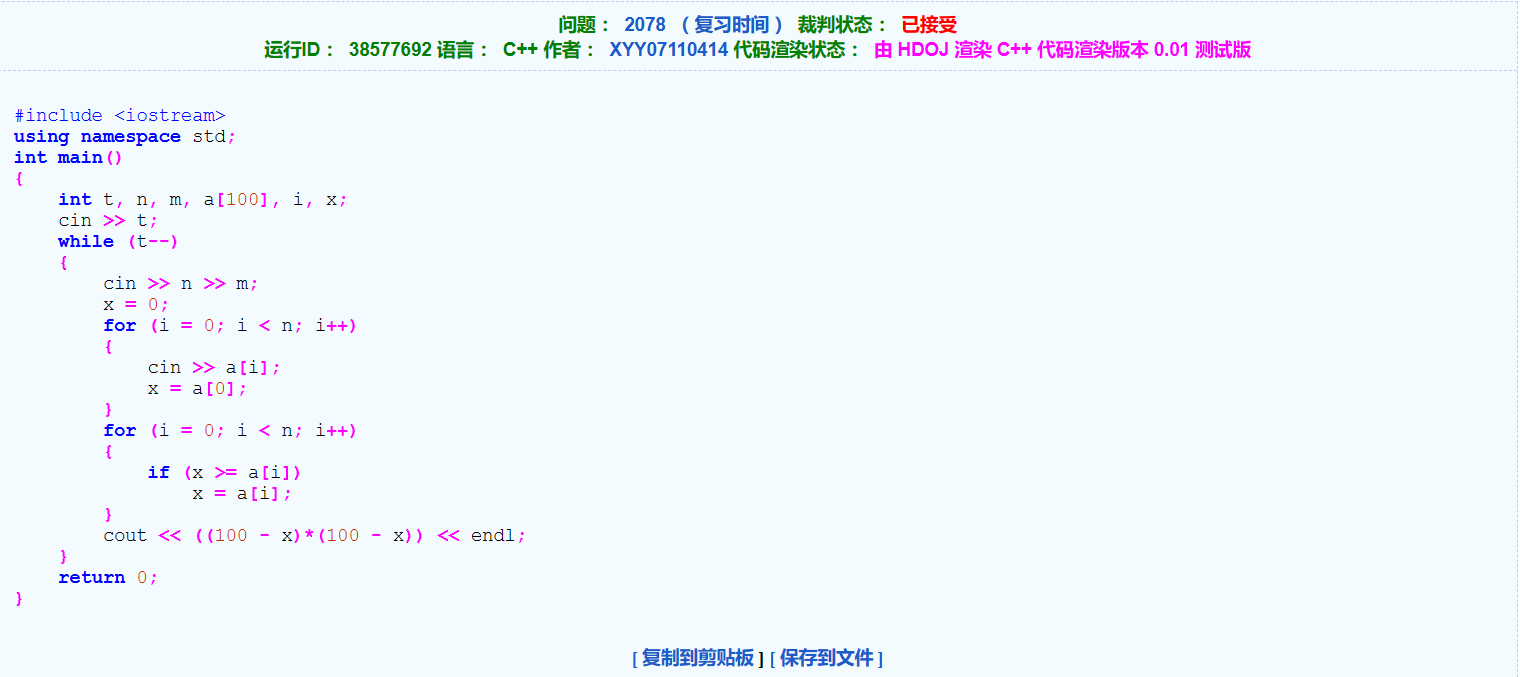 问题： 2078 （ 复习时间 ） 裁判状态： 已接受
运行ID： 38577692 语言： C++ 作者： XYY07110414 代码渲染状态： 由 HDOJ 渲染 C++ 代码渲染版本 0.01 测试版
#include <iostream>
using namespace std;
int main()
{
    int t, n, m, a[100], i, x;
    cin >> t;
    while (t--)
    {
        cin >> n >> m;
        x = 0;
        for (i = 0; i < n; i++)
        {
            cin >> a[i];
            x = a[0];
        }
        for (i = 0; i < n; i++)
        {
            if (x >= a[i])
                x = a[i];
        }
        cout << ((100 - x)*(100 - x)) << endl;
    }
    return 0;
}
[ 复制到剪贴板 ] [ 保存到文件 ]